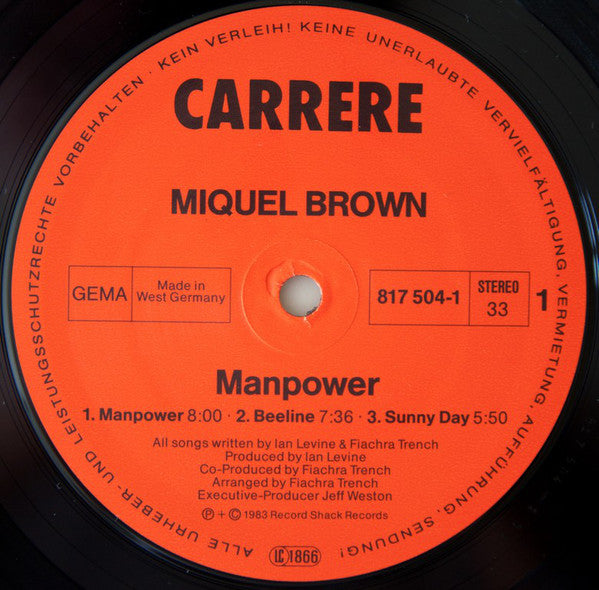 ALLE URHEBER- UND LEISTUNGSSCHUTZRECHTE VORBEHALTEN · KEIN VERLEIH! KEINE UNERLAUBTE VERVIELFÄLTIGUNG, VERMIETUNG, AUFFÜHRUNG, SENDUNG!
CARRERE
MIQUEL BROWN
GEMA
Made in
West Germany
817 504-1
STEREO
33
1
Manpower
1. Manpower 8:00 · 2. Beeline 7:36 · 3. Sunny Day 5:50
All songs written by Ian Levine & Fiachra Trench
Produced by Ian Levine
Co-Produced by Fiachra Trench
Arranged by Fiachra Trench
Executive-Producer Jeff Weston
℗ + © 1983 Record Shack Records
LC 1866